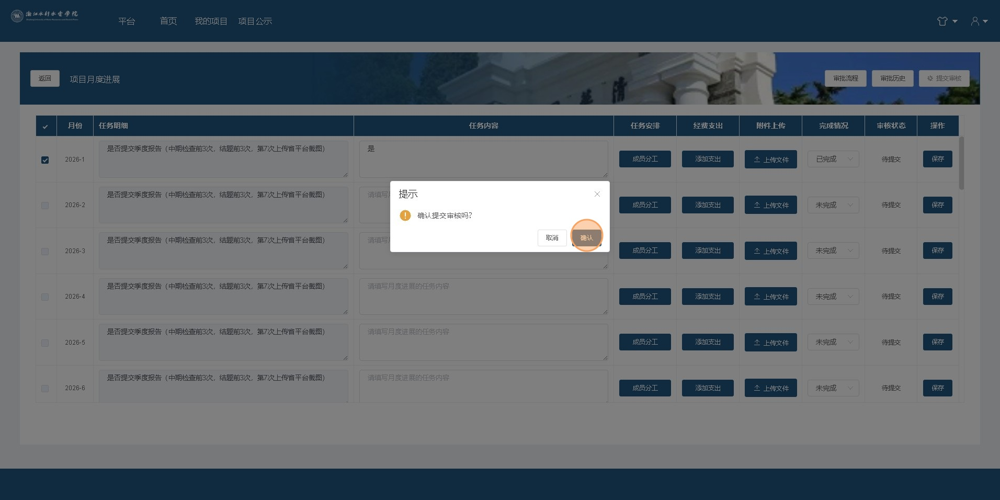 浙江水利水电学院
平台 首页 我的项目 项目公示
返回 项目月度进展 审批流程 审批历史 提交审核
月份 任务明细 任务内容 任务安排 经费支出 附件上传 完成情况 审核状态 操作
2026-1 是否提交季度报告（中期检查前3次，结题前3次，第7次上传省平台截图） 是 成员分工 添加支出 上传文件 已完成 待提交 保存
2026-2 是否提交季度报告（中期检查前3次，结题前3次，第7次上传省平台截图） 请填写月 成员分工 添加支出 上传文件 未完成 待提交 保存
提示
确认提交审核吗?
取消 确认
2026-3 是否提交季度报告（中期检查前3次，结题前3次，第7次上传省平台截图） 请填写月 成员分工 添加支出 上传文件 未完成 待提交 保存
2026-4 是否提交季度报告（中期检查前3次，结题前3次，第7次上传省平台截图） 请填写月度进展的任务内容 成员分工 添加支出 上传文件 未完成 待提交 保存
2026-5 是否提交季度报告（中期检查前3次，结题前3次，第7次上传省平台截图） 请填写月度进展的任务内容 成员分工 添加支出 上传文件 未完成 待提交 保存
2026-6 是否提交季度报告（中期检查前3次，结题前3次，第7次上传省平台截图） 请填写月度进展的任务内容 成员分工 添加支出 上传文件 未完成 待提交 保存